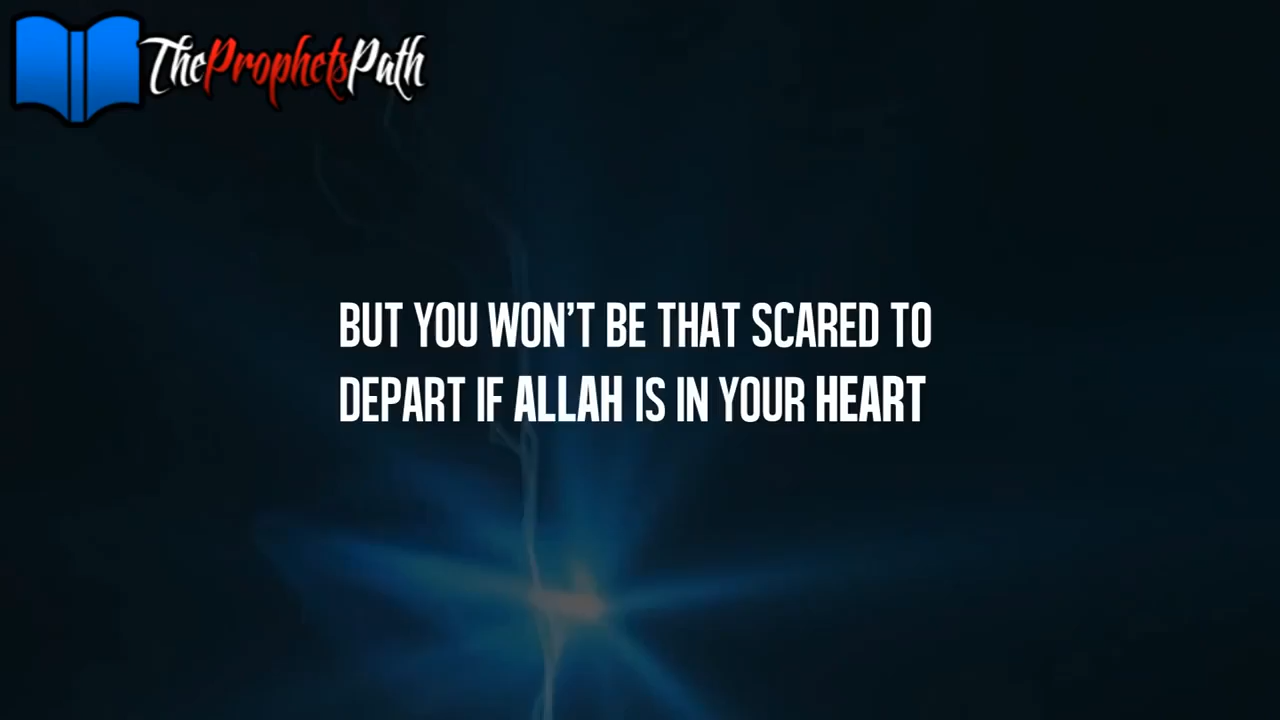 TheProphetsPath
BUT YOU WON'T BE THAT SCARED TO
DEPART IF ALLAH IS IN YOUR HEART